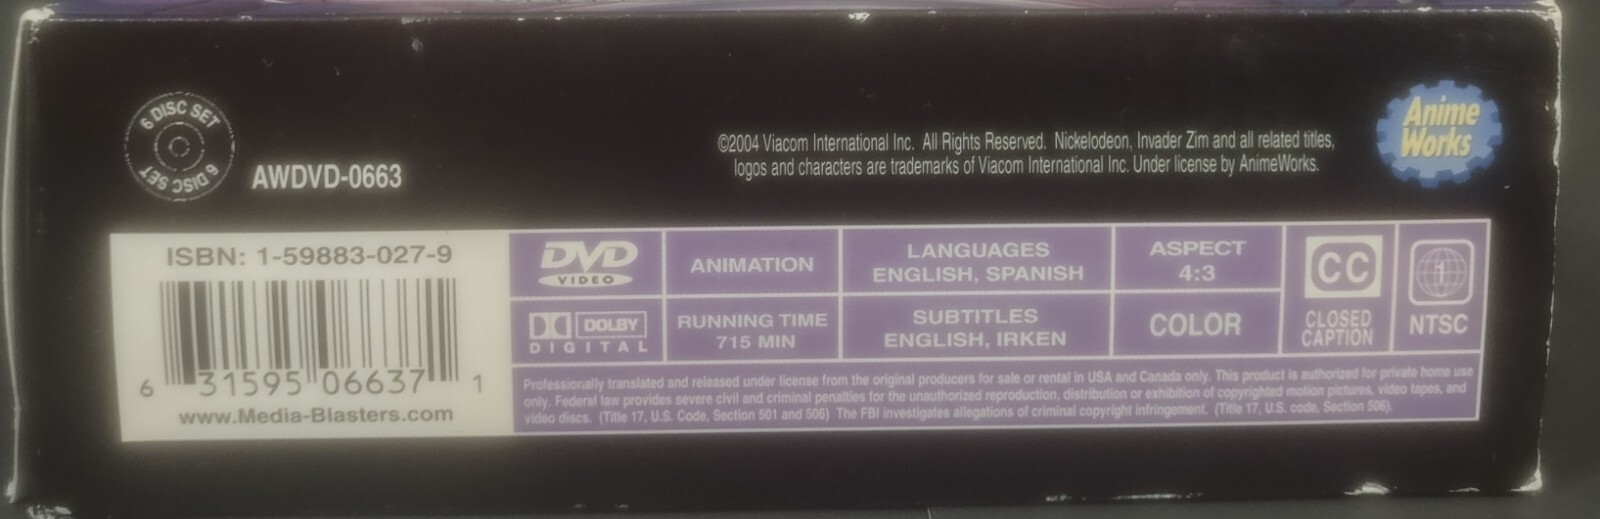 6 DISC SET
6 DISC SET
AWDVD-0663
©2004 Viacom International Inc. All Rights Reserved. Nickelodeon, Invader Zim and all related titles,
logos and characters are trademarks of Viacom International Inc. Under license by AnimeWorks.
Anime
Works
ISBN: 1-59883-027-9
6 31595 06637 1
www.Media-Blasters.com
DVD
VIDEO
DOLBY
DIGITAL
ANIMATION
RUNNING TIME
715 MIN
LANGUAGES
ENGLISH, SPANISH
SUBTITLES
ENGLISH, IRKEN
ASPECT
4:3
COLOR
CC
CLOSED
CAPTION
1
NTSC
Professionally translated and released under license from the original producers for sale or rental in USA and Canada only. This product is authorized for private home use
only. Federal law provides severe civil and criminal penalties for the unauthorized reproduction, distribution or exhibition of copyrighted motion pictures, video tapes, and
video discs. (Title 17, U.S. Code, Section 501 and 506) The FBI investigates allegations of criminal copyright infringement. (Title 17, U.S. code, Section 506).